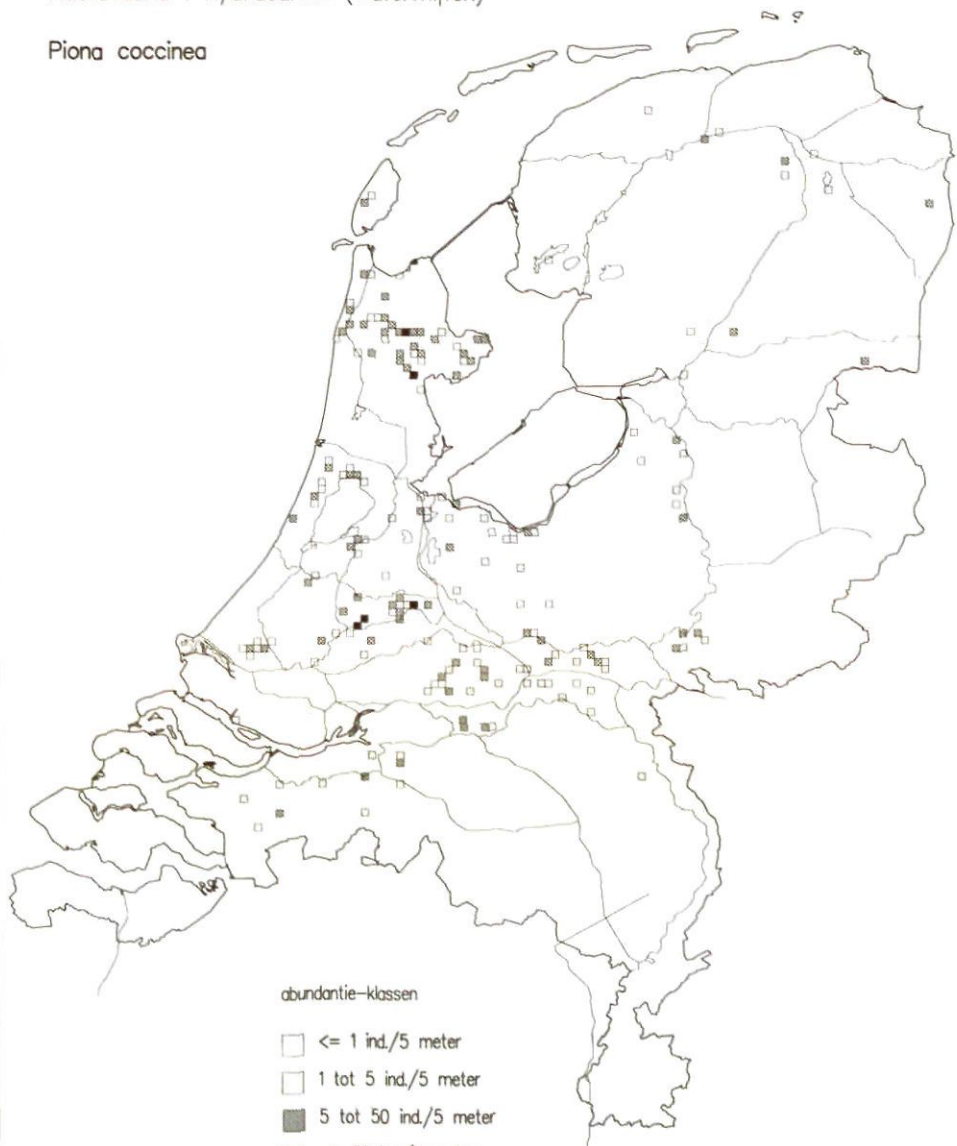 Piona coccinea
abundantie-klassen
<= 1 ind./5 meter
1 tot 5 ind./5 meter
5 tot 50 ind./5 meter